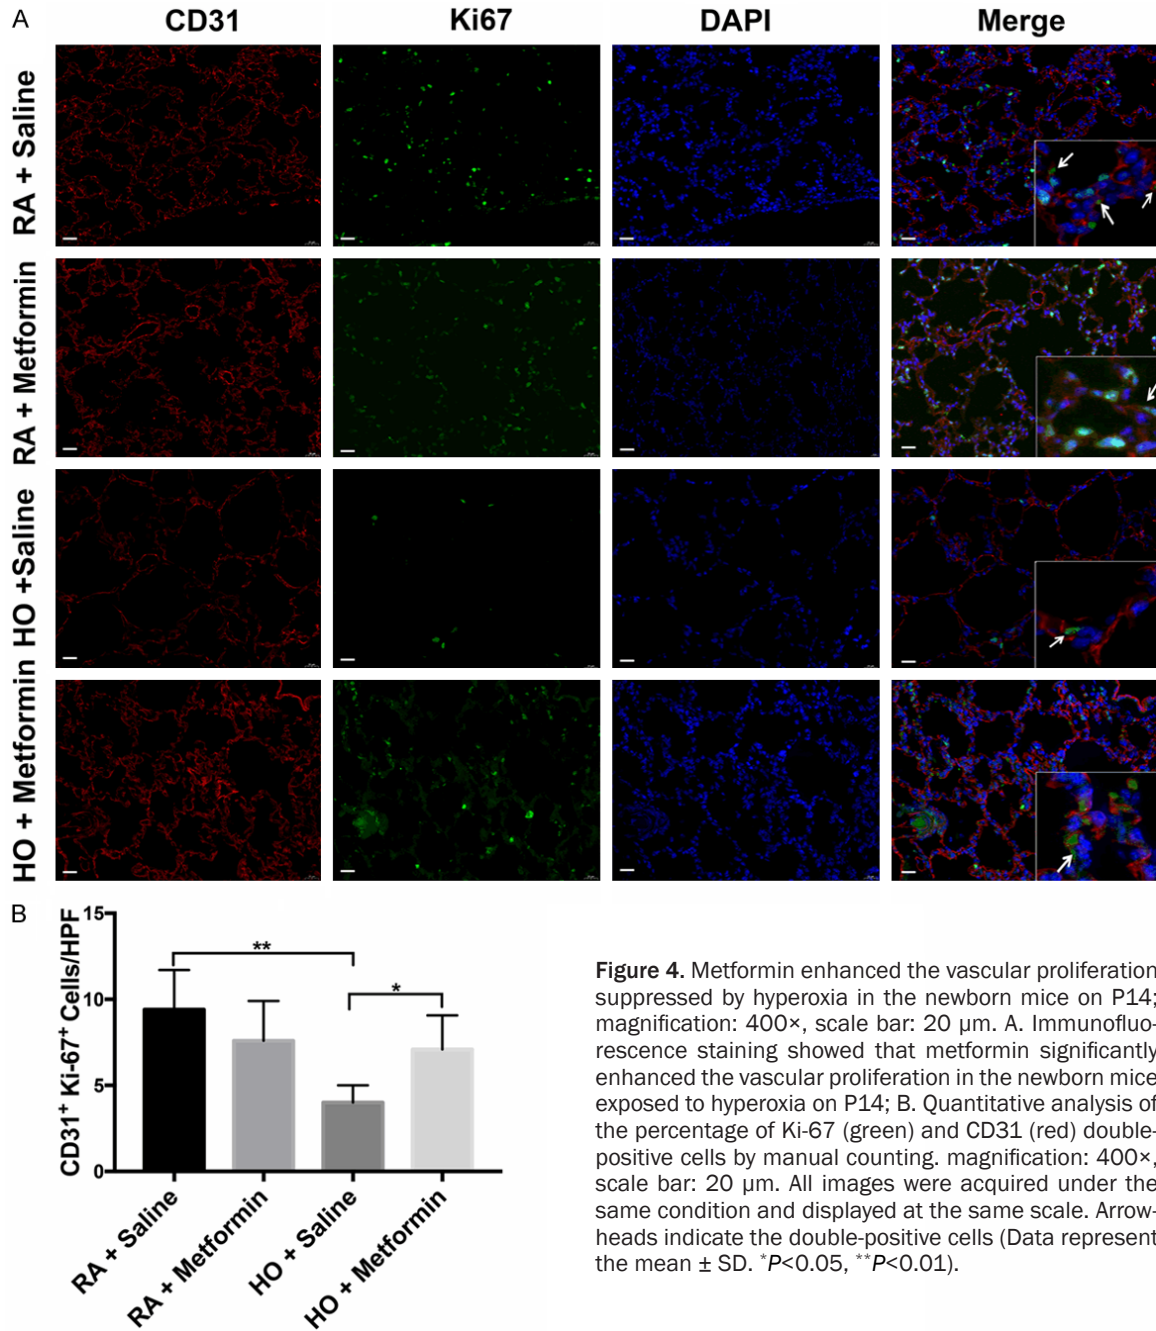 A
CD31 Ki67 DAPI Merge
RA + Saline
RA + Metformin
HO +Saline
HO + Metformin
B
CD31⁺ Ki-67⁺ Cells/HPF
15
10
5
0
**
*
RA + Saline
RA + Metformin
HO + Saline
HO + Metformin
Figure 4. Metformin enhanced the vascular proliferation
suppressed by hyperoxia in the newborn mice on P14;
magnification: 400×, scale bar: 20 μm. A. Immunofluo-
rescence staining showed that metformin significantly
enhanced the vascular proliferation in the newborn mice
exposed to hyperoxia on P14; B. Quantitative analysis of
the percentage of Ki-67 (green) and CD31 (red) double-
positive cells by manual counting. magnification: 400×,
scale bar: 20 μm. All images were acquired under the
same condition and displayed at the same scale. Arrow-
heads indicate the double-positive cells (Data represent
the mean ± SD. *P<0.05, **P<0.01).